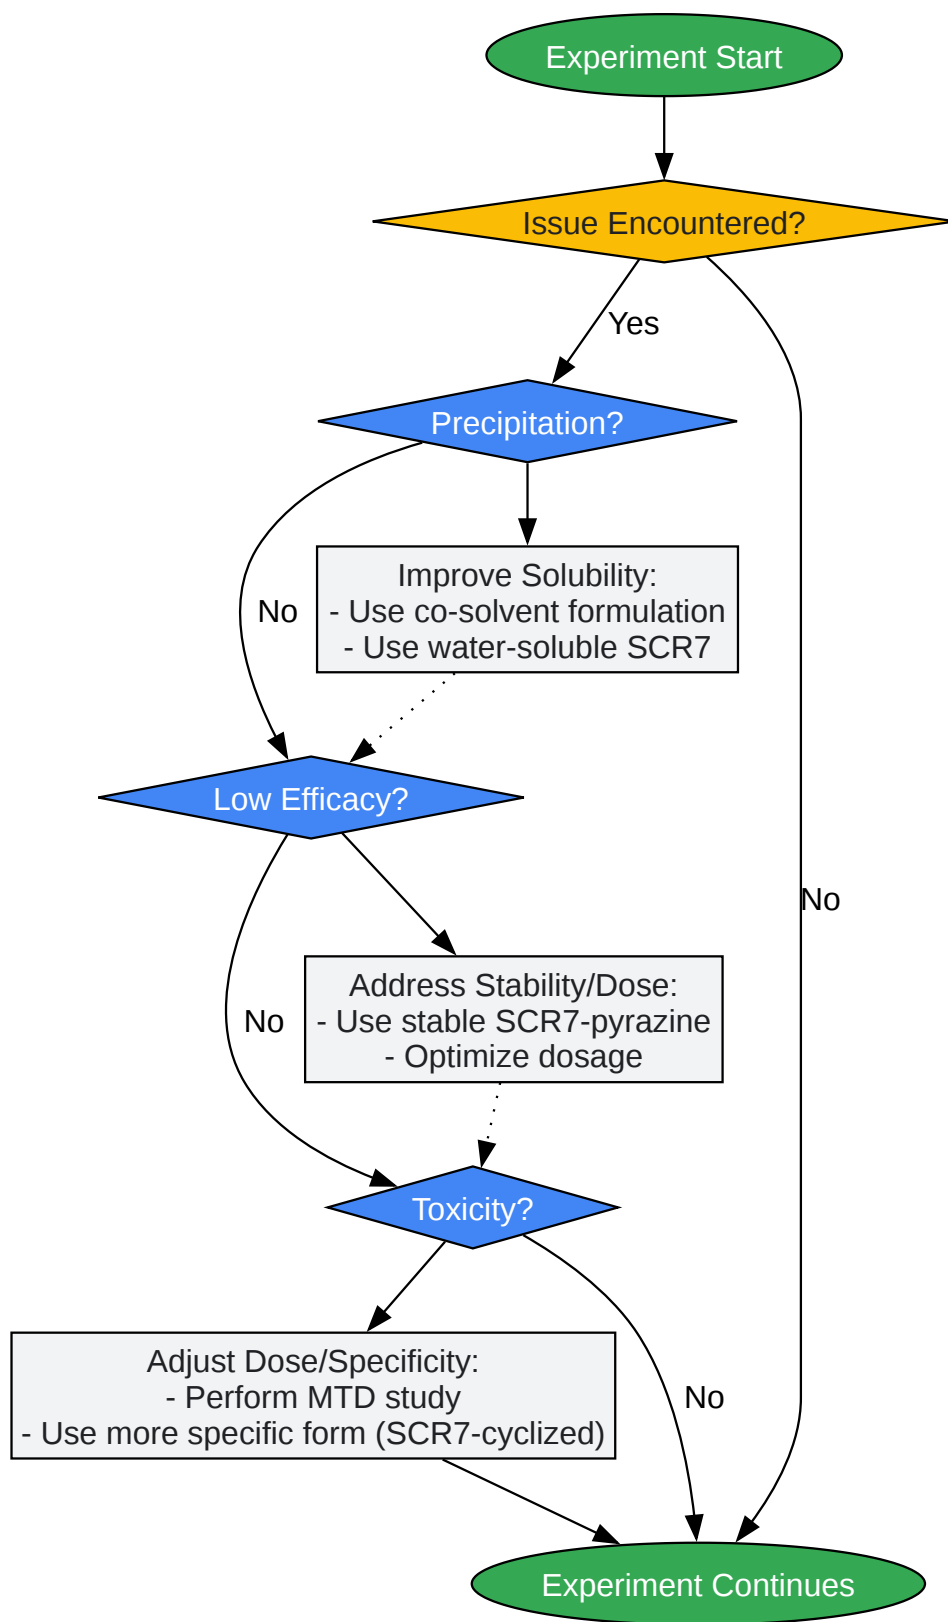 Experiment Start
Issue Encountered?
Yes
Precipitation?
Improve Solubility:
- Use co-solvent formulation
- Use water-soluble SCR7
No
Low Efficacy?
No
Address Stability/Dose:
- Use stable SCR7-pyrazine
- Optimize dosage
No
Toxicity?
Adjust Dose/Specificity:
- Perform MTD study
- Use more specific form (SCR7-cyclized)
No
Experiment Continues